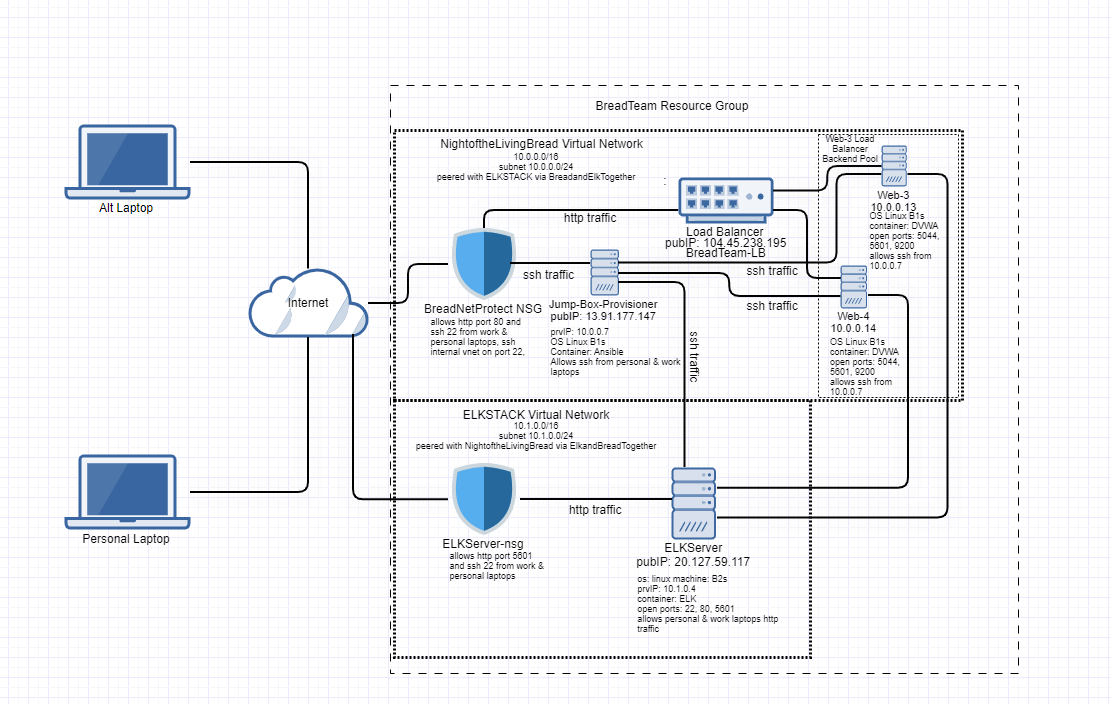 BreadTeam Resource Group
NightoftheLivingBread Virtual Network
10.0.0.0/16
subnet 10.0.0.0/24
peered with ELKSTACK via BreadandElkTogether
:
Web-3 Load
Balancer
Backend Pool
Web-3
10.0.0.13
OS Linux B1s
container: DVWA
open ports: 5044,
5601, 9200
allows ssh from
10.0.0.7
Alt Laptop
http traffic
Load Balancer
pubIP: 104.45.238.195
BreadTeam-LB
ssh traffic
ssh traffic
ssh traffic
Internet
BreadNetProtect NSG
allows http port 80 and
ssh 22 from work &
personal laptops, ssh
internal vnet on port 22,
Jump-Box-Provisioner
pubIP: 13.91.177.147
prvIP: 10.0.0.7
OS Linux B1s
Container: Ansible
Allows ssh from personal & work
laptops
ssh traffic
Web-4
10.0.0.14
OS Linux B1s
container: DVWA
open ports: 5044,
5601, 9200
allows ssh from
10.0.0.7
ELKSTACK Virtual Network
10.1.0.0/16
subnet 10.1.0.0/24
peered with NightoftheLivingBread via ElkandBreadTogether
Personal Laptop
http traffic
ELKServer-nsg
allows http port 5601
and ssh 22 from work &
personal laptops
ELKServer
pubIP: 20.127.59.117
os: linux machine: B2s
prvIP: 10.1.0.4
container: ELK
open ports: 22, 80, 5601
allows personal & work laptops http
traffic